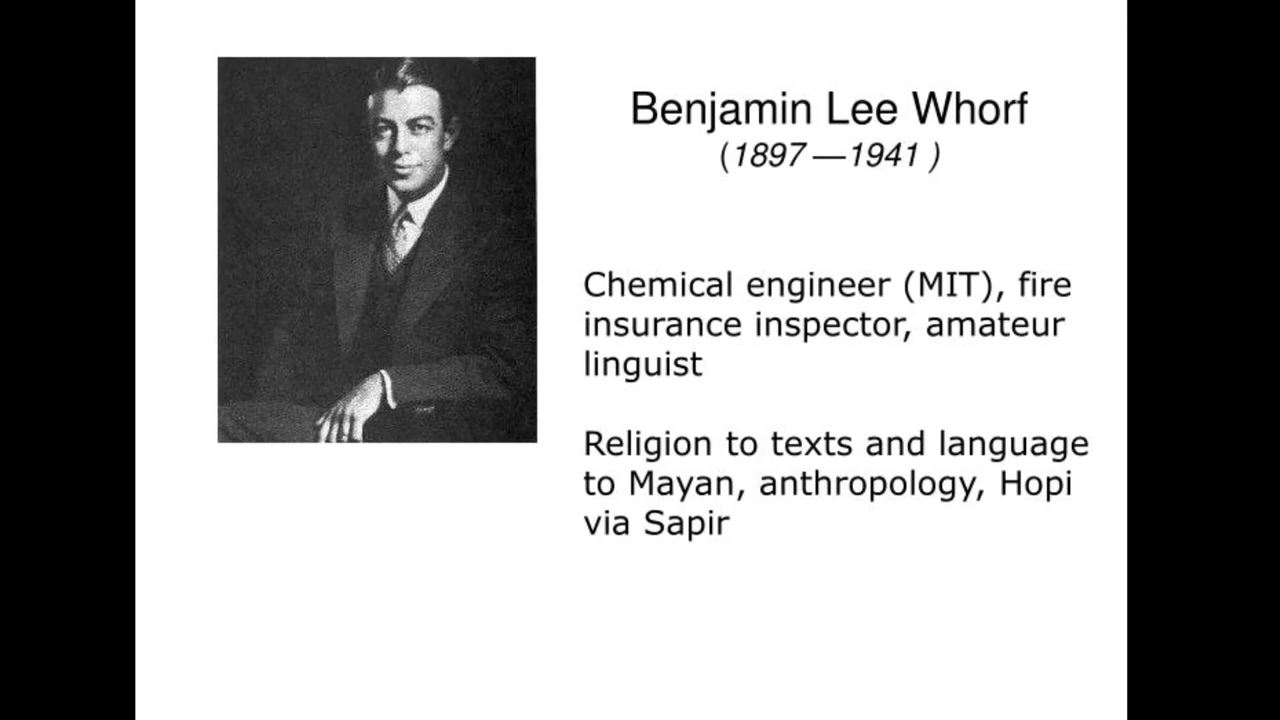 Benjamin Lee Whorf
(1897 —1941 )
Chemical engineer (MIT), fire
insurance inspector, amateur
linguist
Religion to texts and language
to Mayan, anthropology, Hopi
via Sapir